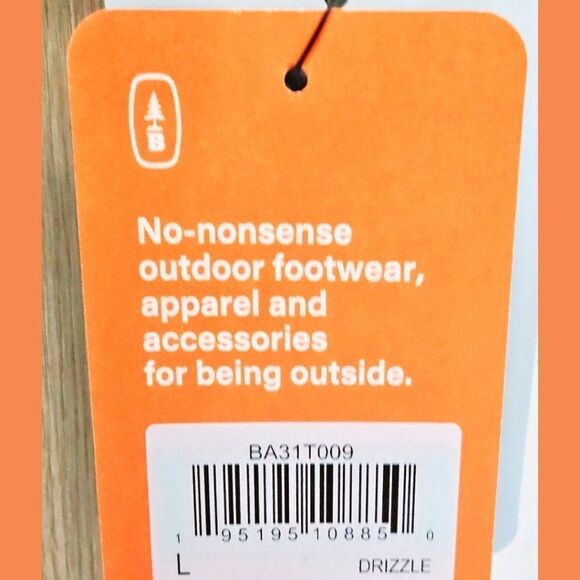 B
No-nonsense
outdoor footwear,
apparel and
accessories
for being outside.
BA31T009
1 95195 10885 0
L DRIZZLE